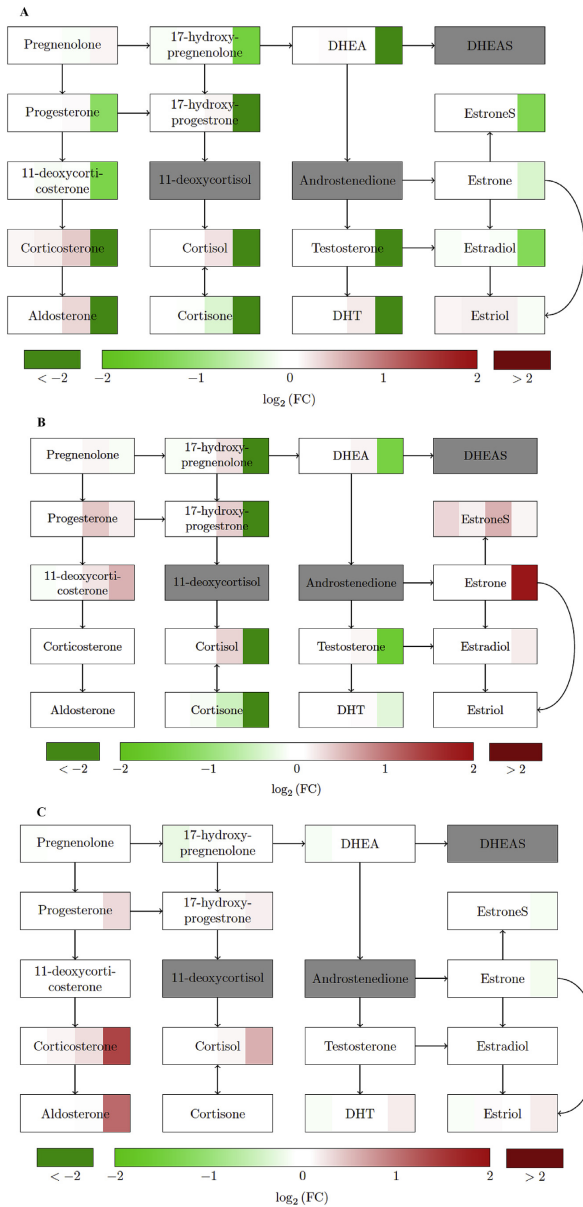 A
Pregnenolone
17-hydroxy-
pregnenolone
DHEA
DHEAS
Progesterone
17-hydroxy-
progestrone
EstroneS
11-deoxycorti-
costerone
11-deoxycortisol
Androstenedione
Estrone
Corticosterone
Cortisol
Testosterone
Estradiol
Aldosterone
Cortisone
DHT
Estriol
< −2
−2
−1
0
1
2
> 2
log₂ (FC)
B
Pregnenolone
17-hydroxy-
pregnenolone
DHEA
DHEAS
Progesterone
17-hydroxy-
progestrone
EstroneS
11-deoxycorti-
costerone
11-deoxycortisol
Androstenedione
Estrone
Corticosterone
Cortisol
Testosterone
Estradiol
Aldosterone
Cortisone
DHT
Estriol
< −2
−2
−1
0
1
2
> 2
log₂ (FC)
C
Pregnenolone
17-hydroxy-
pregnenolone
DHEA
DHEAS
Progesterone
17-hydroxy-
progestrone
EstroneS
11-deoxycorti-
costerone
11-deoxycortisol
Androstenedione
Estrone
Corticosterone
Cortisol
Testosterone
Estradiol
Aldosterone
Cortisone
DHT
Estriol
< −2
−2
−1
0
1
2
> 2
log₂ (FC)